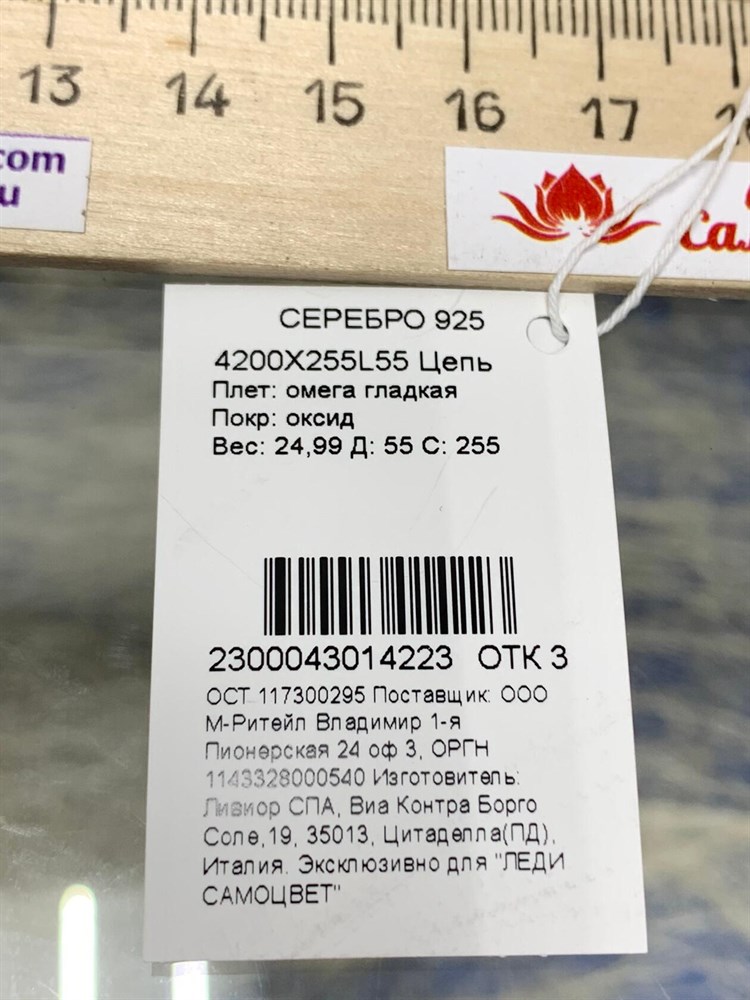 13 14 15 16 17
com
u
СЕРЕБРО 925
4200X255L55 Цепь
Плет: омега гладкая
Покр: оксид
Вес: 24,99 Д: 55 С: 255
2300043014223 ОТК 3
ОСТ 117300295 Поставщик: ООО
М-Ритейл Владимир 1-я
Пионерская 24 оф 3, ОРГН
1143328000540 Изготовитель:
Ливиор СПА, Виа Контра Борго
Соле,19, 35013, Цитаделла(ПД),
Италия. Эксклюзивно для "ЛЕДИ
САМОЦВЕТ"